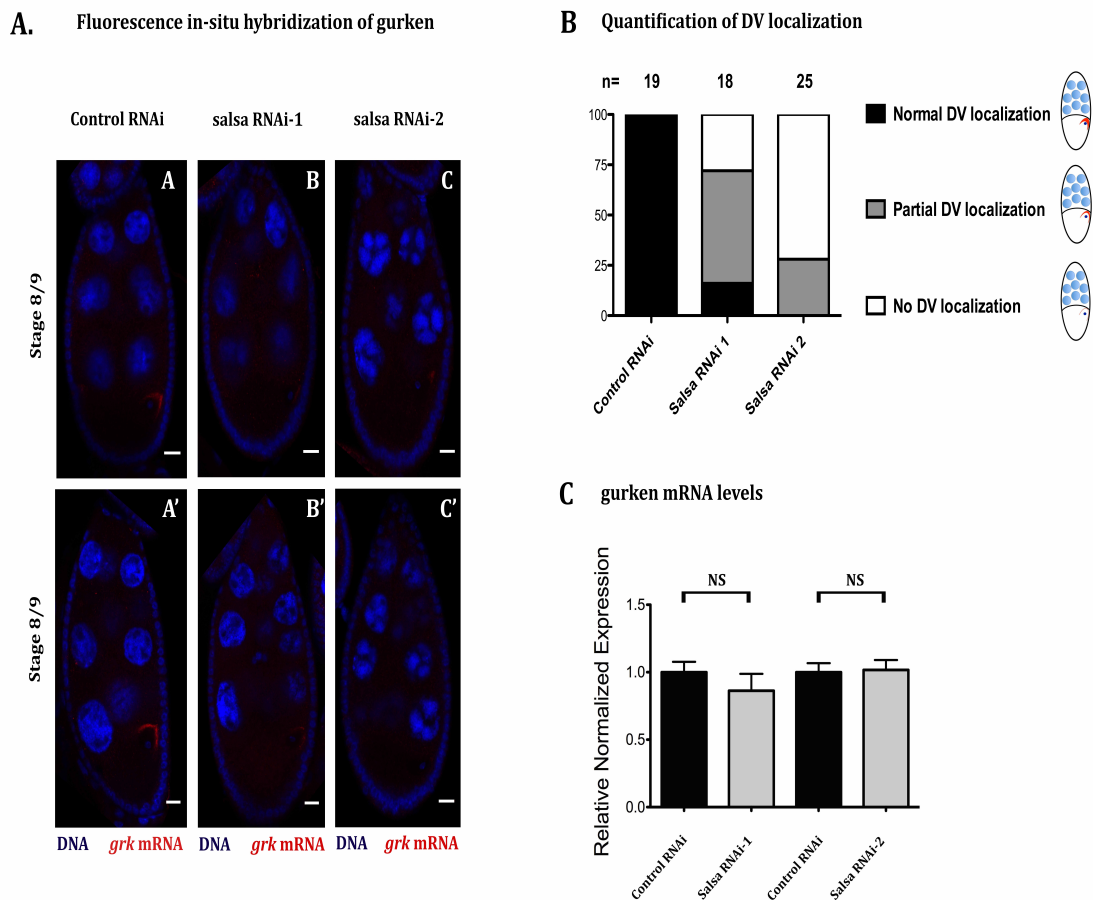 A.
Fluorescence in-situ hybridization of gurken
Control RNAi salsa RNAi-1 salsa RNAi-2
Stage 8/9
A B C
Stage 8/9
A’ B’ C’
DNA grk mRNA DNA grk mRNA DNA grk mRNA
B Quantification of DV localization
n= 19 18 25
100
75
50
25
0
Control RNAi
Salsa RNAi 1
Salsa RNAi 2
Normal DV localization
Partial DV localization
No DV localization
C gurken mRNA levels
Relative Normalized Expression
NS NS
1.5
1.0
0.5
0.0
Control RNAi
Salsa RNAi-1
Control RNAi
Salsa RNAi-2